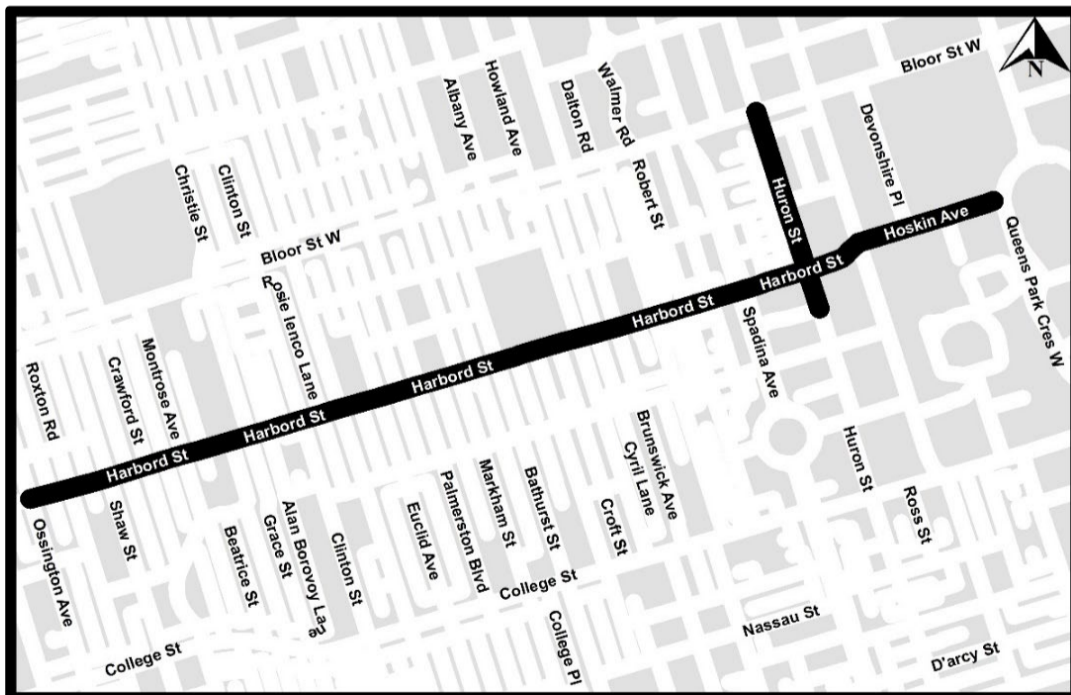 Bloor St W
N
Howland Ave
Albany Ave
Dalton Rd
Walmer Rd
Robert St
Devonshire Pl
Christie St
Clinton St
Bloor St W
Huron St
Hoskin Ave
Queens Park Cres W
Harbord St
Rosie Ienco Lane
Harbord St
Spadina Ave
Harbord St
Roxton Rd
Crawford St
Montrose Ave
Harbord St
Harbord St
Ossington Ave
Shaw St
Beatrice St
Grace St
Alan Borovoy Lane
Clinton St
Euclid Ave
Palmerston Blvd
Markham St
Bathurst St
Croft St
Cyril Lane
Brunswick Ave
Huron St
Ross St
College St
College St
College Pl
Nassau St
D'arcy St